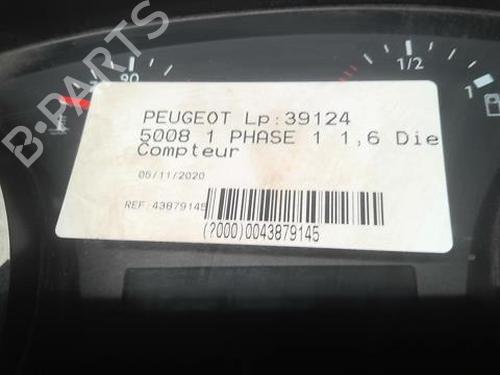 B-PARTS
90
1/2
1
PEUGEOT Lp:39124
5008 1 PHASE 1 1,6 Die
Compteur
05/11/2020
REF. 43879145
(?000)0043879145